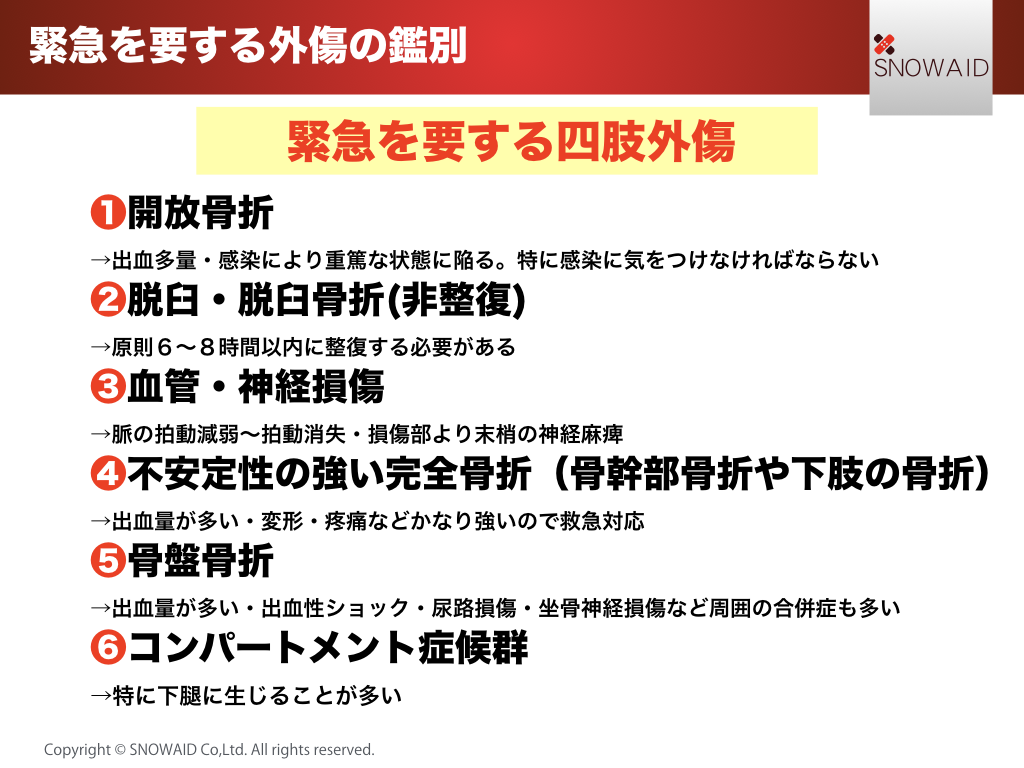 緊急を要する外傷の鑑別
SNOWAID
緊急を要する四肢外傷
❶開放骨折
→出血多量・感染により重篤な状態に陥る。特に感染に気をつけなければならない
❷脱臼・脱臼骨折(非整復)
→原則６〜８時間以内に整復する必要がある
❸血管・神経損傷
→脈の拍動減弱〜拍動消失・損傷部より末梢の神経麻痺
❹不安定性の強い完全骨折（骨幹部骨折や下肢の骨折）
→出血量が多い・変形・疼痛などかなり強いので救急対応
❺骨盤骨折
→出血量が多い・出血性ショック・尿路損傷・坐骨神経損傷など周囲の合併症も多い
❻コンパートメント症候群
→特に下腿に生じることが多い
Copyright © SNOWAID Co,Ltd. All rights reserved.